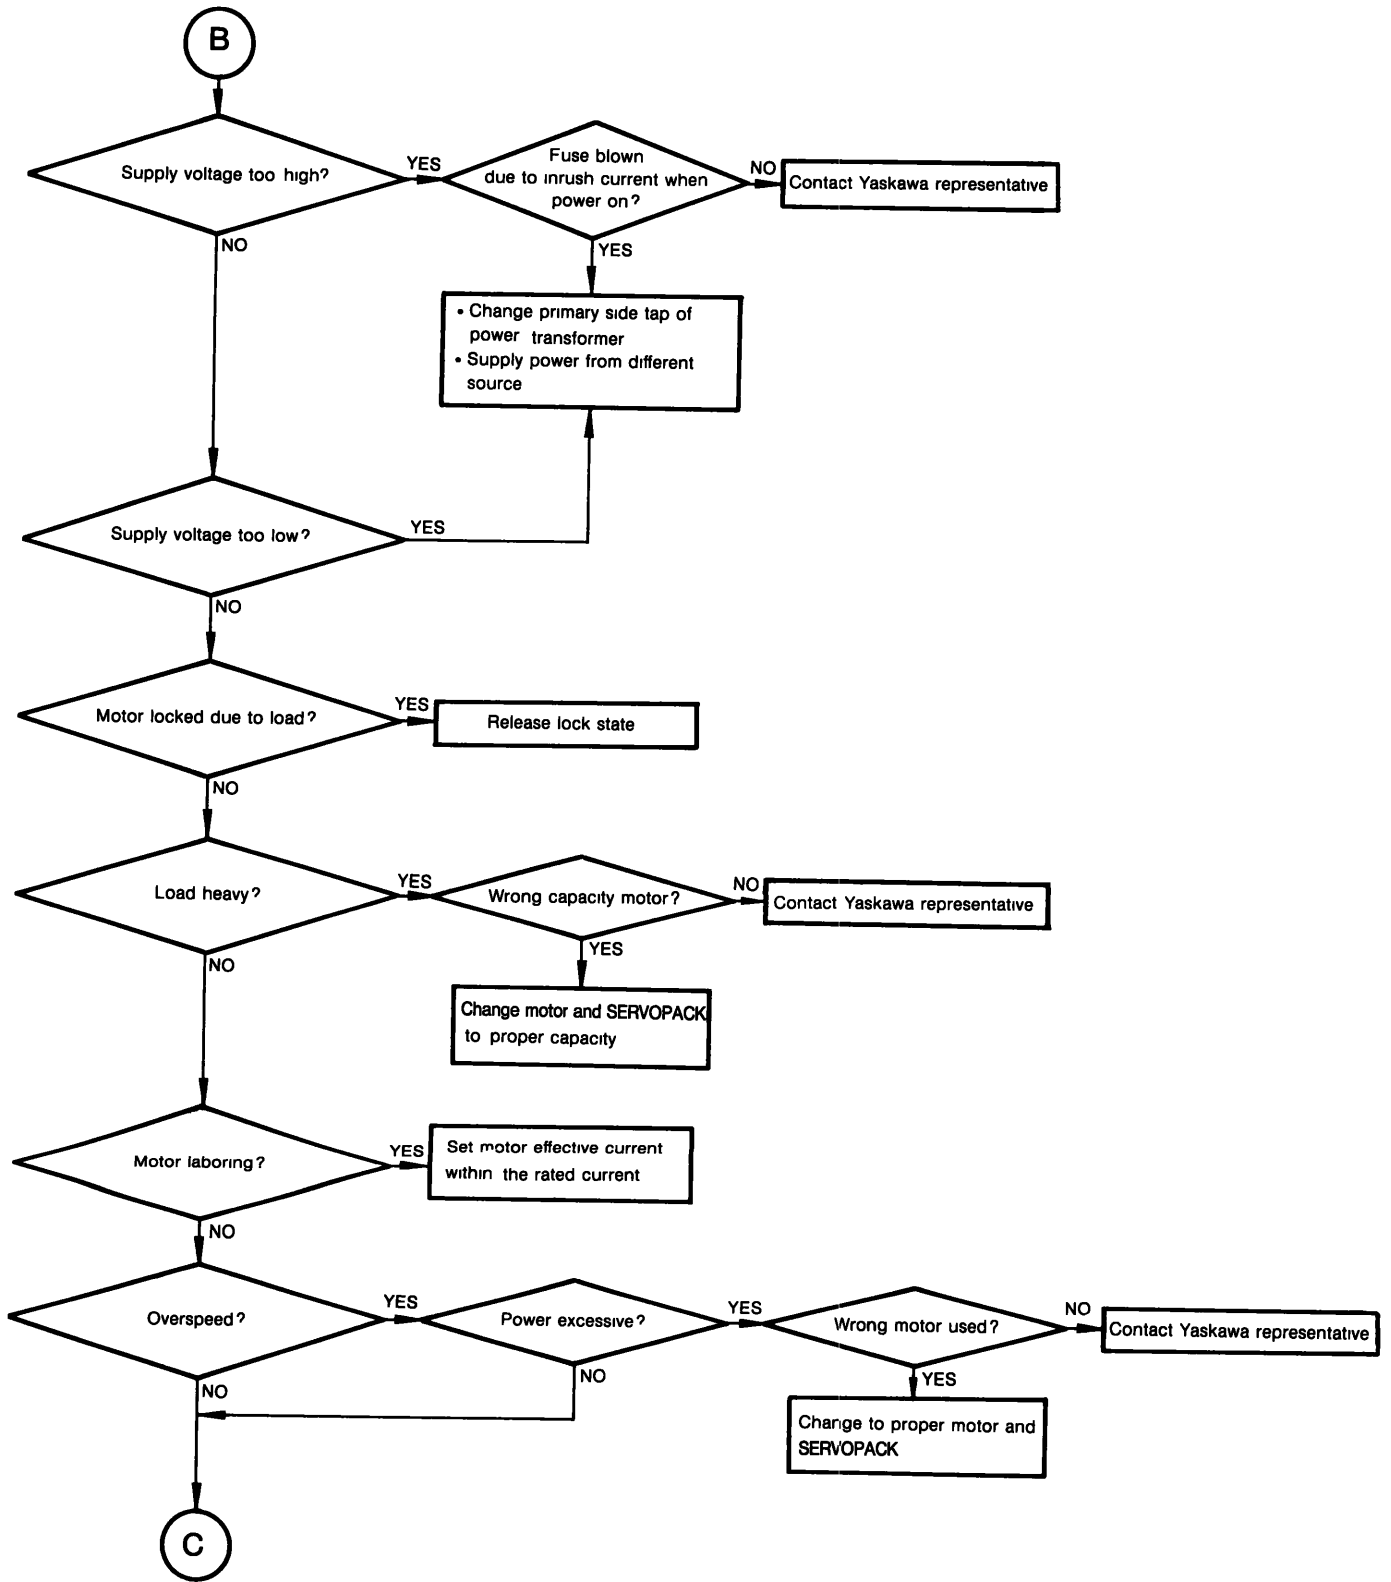 B
Supply voltage too high?
YES
Fuse blown
due to inrush current when
power on?
NO
Contact Yaskawa representative
NO
YES
• Change primary side tap of
power transformer
• Supply power from different
source
Supply voltage too low?
YES
NO
Motor locked due to load?
YES
Release lock state
NO
Load heavy?
YES
Wrong capacity motor?
NO
Contact Yaskawa representative
NO
YES
Change motor and SERVOPACK
to proper capacity
Motor laboring?
YES
Set motor effective current
within the rated current
NO
Overspeed?
YES
Power excessive?
YES
Wrong motor used?
NO
Contact Yaskawa representative
NO
NO
YES
Change to proper motor and
SERVOPACK
C